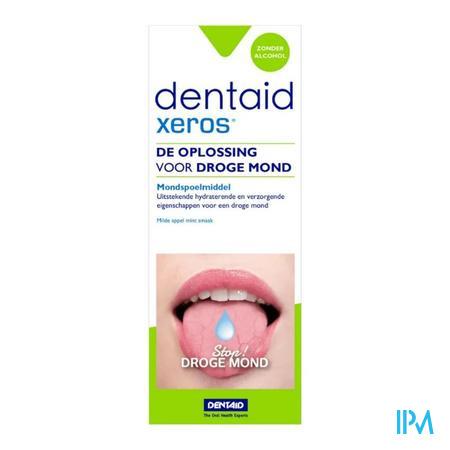 ZONDER
ALCOHOL
dentaid
xeros®
DE OPLOSSING
VOOR DROGE MOND
Mondspoelmiddel
Uitstekende hydraterende en verzorgende
eigenschappen voor een droge mond
Milde appel mint smaak
Stop!
DROGE MOND
DENTAID
The Oral Health Experts
IPM